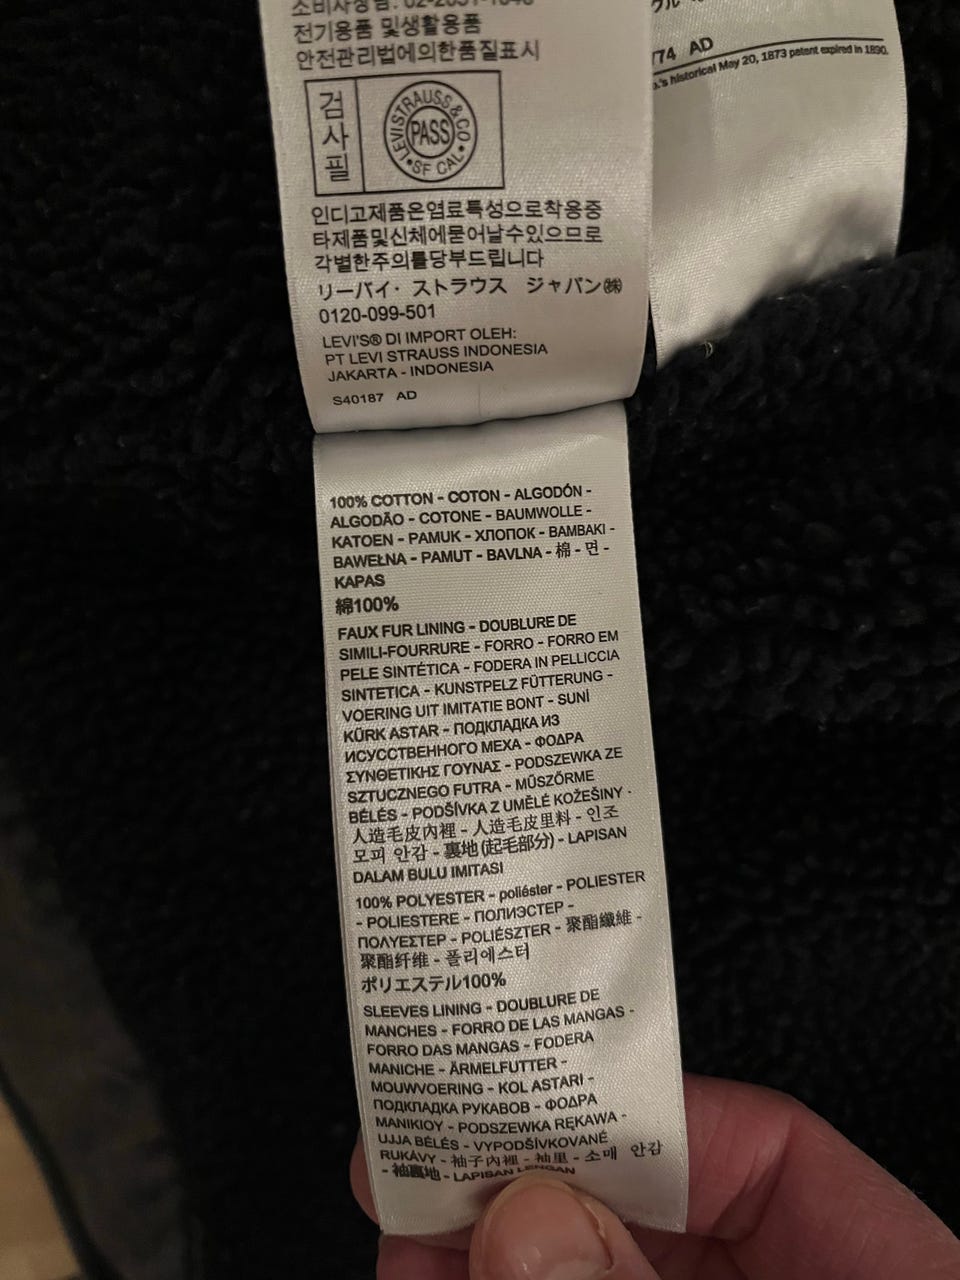 전기용품 및생활용품
안전관리법에의한품질표시
검
사
필
LEVI STRAUSS & CO.
PASS
SF CAL
인디고제품은염료특성으로착용중
타제품및신체에묻어날수있으므로
각별한주의를당부드립니다
リーバイ・ストラウス ジャパン㈱
0120-099-501
LEVI'S® DI IMPORT OLEH:
PT LEVI STRAUSS INDONESIA
JAKARTA - INDONESIA
S40187 AD
774 AD
historical May 20, 1873 patent expired in 1890.
100% COTTON - COTON - ALGODÓN -
ALGODÃO - COTONE - BAUMWOLLE -
KATOEN - PAMUK - ХЛОПОК - BAMBAKI -
BAWEŁNA - PAMUT - BAVLNA - 棉 - 면 -
KAPAS
綿100%
FAUX FUR LINING - DOUBLURE DE
SIMILI-FOURRURE - FORRO - FORRO EM
PELE SINTÉTICA - FODERA IN PELLICCIA
SINTETICA - KUNSTPELZ FÜTTERUNG -
VOERING UIT IMITATIE BONT - SUNİ
KÜRK ASTAR - ПОДКЛАДКА ИЗ
ИСУССТВЕННОГО МЕХА - ΦΟΔΡΑ
ΣΥΝΘΕΤΙΚΗΣ ΓΟΥΝΑΣ - PODSZEWKA ZE
SZTUCZNEGO FUTRA - MŰSZŐRME
BÉLÉS - PODŠÍVKA Z UMĚLÉ KOŽEŠINY -
人造毛皮內裡 - 人造毛皮里料 - 인조
모피 안감 - 裏地(起毛部分) - LAPISAN
DALAM BULU IMITASI
100% POLYESTER - poliéster - POLIESTER
- POLIESTERE - ПОЛИЭСТЕР -
ΠΟΛΥΕΣΤΕΡ - POLIÉSZTER - 聚酯纖維 -
聚酯纤维 - 폴리에스터
ポリエステル100%
SLEEVES LINING - DOUBLURE DE
MANCHES - FORRO DE LAS MANGAS -
FORRO DAS MANGAS - FODERA
MANICHE - ÄRMELFUTTER -
MOUWVOERING - KOL ASTARI -
ПОДКЛАДКА РУКАВОВ - ΦΟΔΡΑ
ΜΑΝΙΚΙΟΥ - PODSZEWKA RĘKAWA -
UJJA BÉLÉS - VYPODŠÍVKOVANÉ
RUKÁVY - 袖子內裡 - 袖里 - 소매 안감
- 袖裏地 - LAPISAN LENGAN